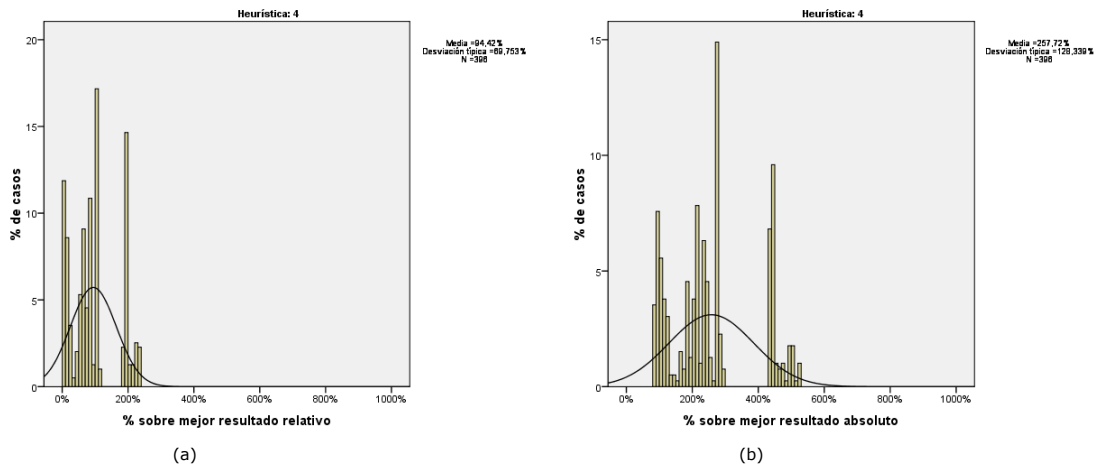 Heurística: 4
Media =94,42%
Desviación típica =69,753%
N =396
20
15
10
5
0
% de casos
0%
200%
400%
600%
800%
1000%
% sobre mejor resultado relativo
(a)
Heurística: 4
Media =257,72%
Desviación típica =128,339%
N =396
15
10
5
0
% de casos
0%
200%
400%
600%
800%
1000%
% sobre mejor resultado absoluto
(b)